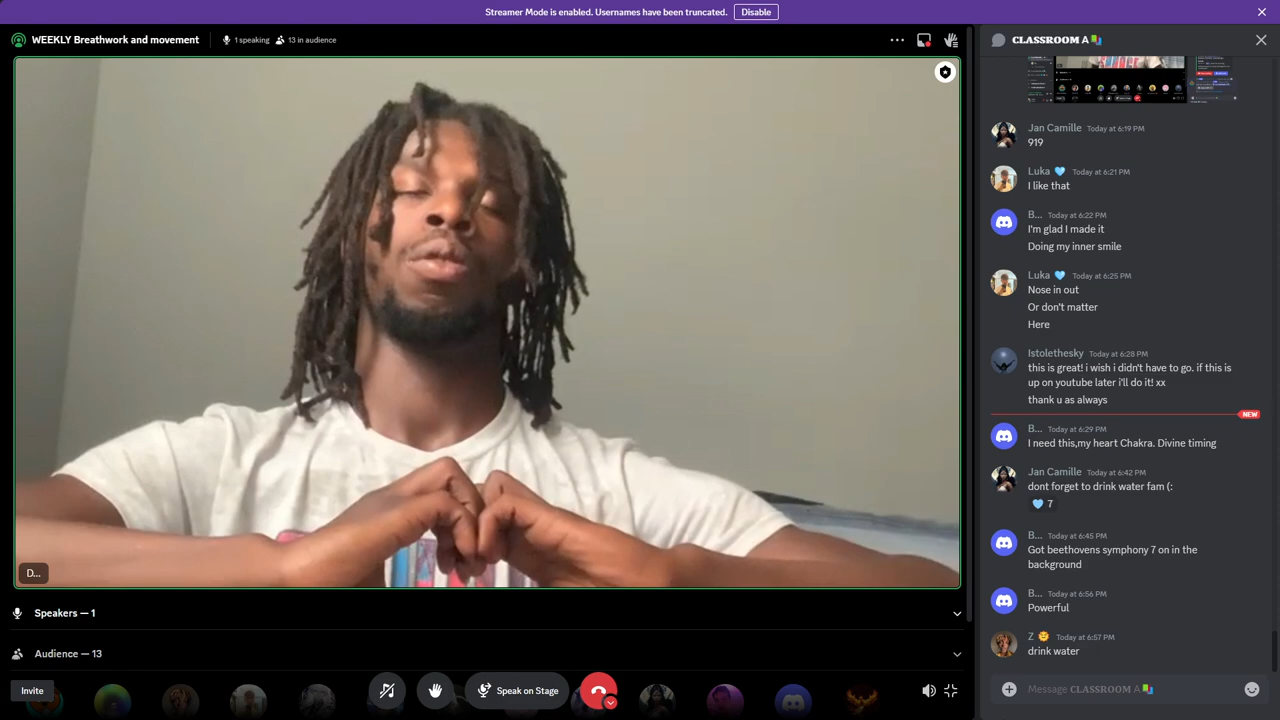 Streamer Mode is enabled. Usernames have been truncated. Disable
WEEKLY Breathwork and movement
1 speaking
13 in audience
D...
Speakers — 1
Audience — 13
Invite
Speak on Stage
CLASSROOM A
Jan Camille Today at 6:19 PM
919
Luka Today at 6:21 PM
I like that
B... Today at 6:22 PM
I'm glad I made it
Doing my inner smile
Luka Today at 6:25 PM
Nose in out
Or don't matter
Here
Istolethesky Today at 6:28 PM
this is great! i wish i didn't have to go. if this is
up on youtube later i'll do it! xx
thank u as always
NEW
B... Today at 6:29 PM
I need this,my heart Chakra. Divine timing
Jan Camille Today at 6:42 PM
dont forget to drink water fam (:
7
B... Today at 6:45 PM
Got beethovens symphony 7 on in the
background
B... Today at 6:56 PM
Powerful
Z Today at 6:57 PM
drink water
Message CLASSROOM A